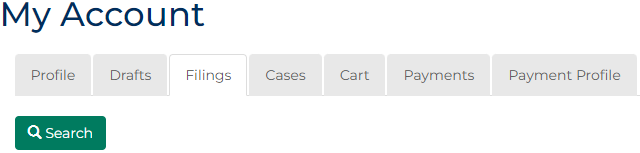 My Account
Profile Drafts Filings Cases Cart Payments Payment Profile
Search